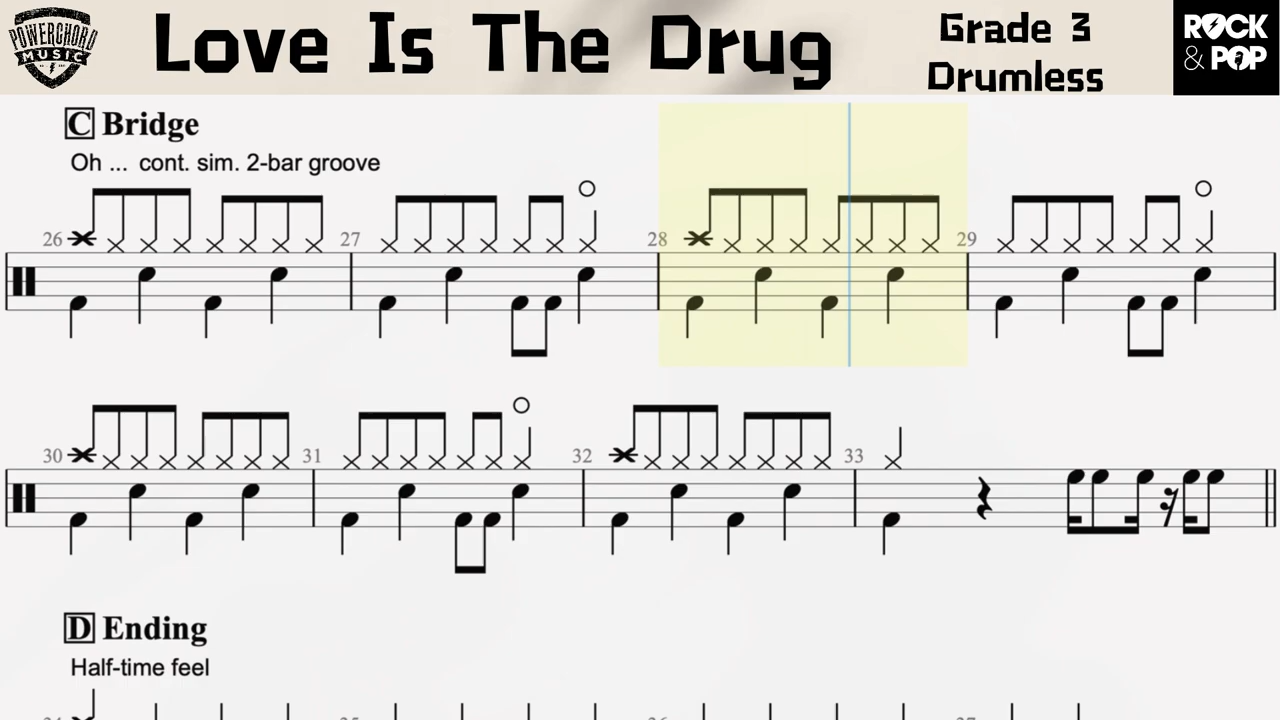 POWERCHORD
MUSIC
Love Is The Drug
Grade 3
Drumless
ROCK
& POP
C Bridge
Oh ... cont. sim. 2-bar groove
26 27 28 29
30 31 32 33
D Ending
Half-time feel